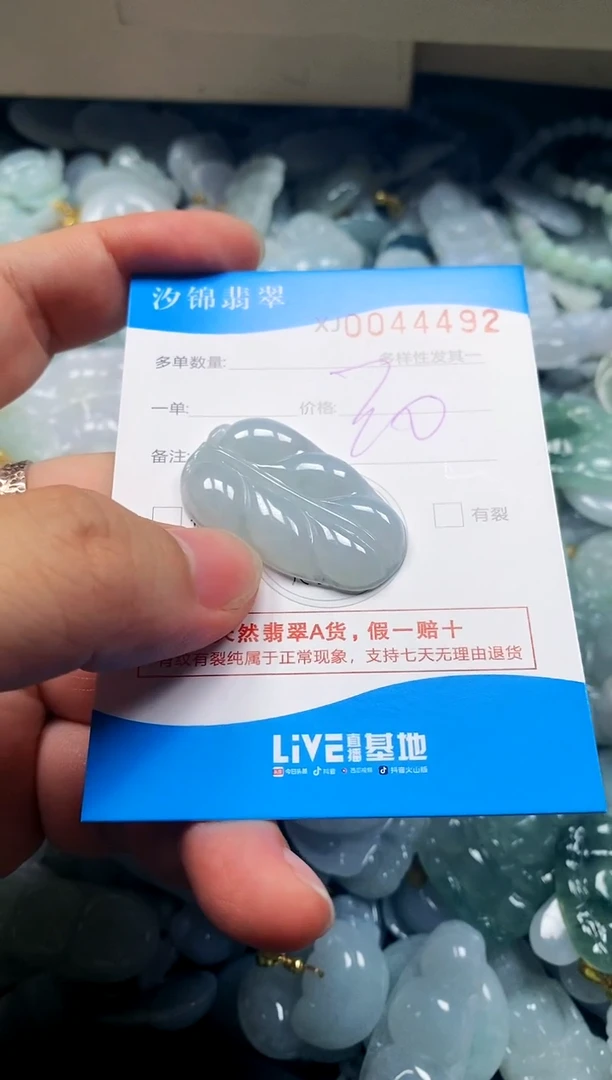 汐锦翡翠
XJ0044492
多单数量: 多样性发其一
一单: 价格: 30
备注:
有裂
天然翡翠A货，假一赔十
有纹有裂纯属于正常现象，支持七天无理由退货
LiVE直播基地
今日头条 抖音 西瓜视频 抖音火山版